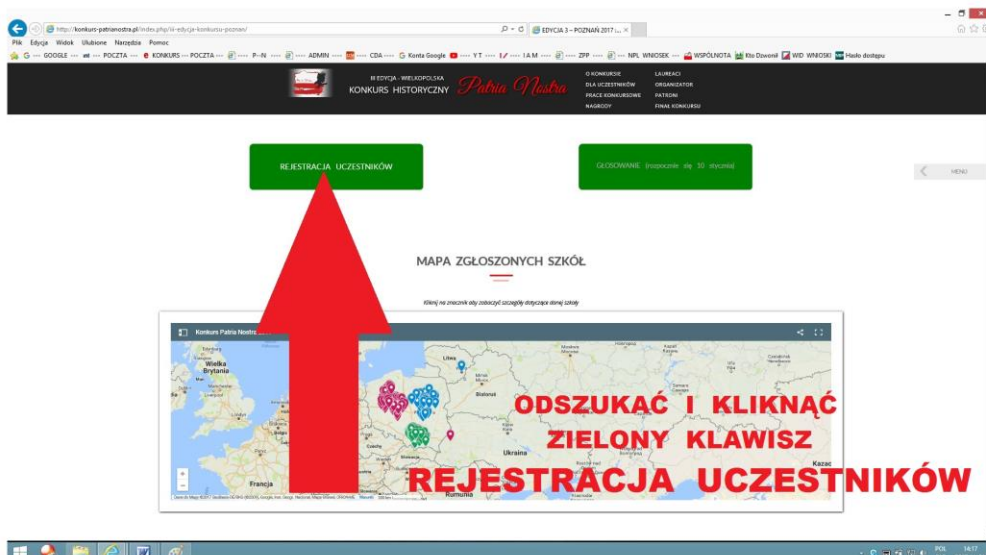 http://konkurs-patrianostra.pl/index.php/iii-edycja-konkursu-poznan/
EDYCJA 3 – POZNAŃ 2017 i...
Plik Edycja Widok Ulubione Narzędzia Pomoc
G --- GOOGLE --- POCZTA --- KONKURS --- POCZTA --- P--N --- ADMIN --- CDA --- G Konta Google YT IAM ZPP NPL WNIOSEK WSPÓLNOTA Kto Dzwonił WID WNIOSKI Hasło dostępu
III EDYCJA - WIELKOPOLSKA
KONKURS HISTORYCZNY
Patria Nostra
O KONKURSIE
DLA UCZESTNIKÓW
PRACE KONKURSOWE
NAGRODY
LAUREACI
ORGANIZATOR
PATRONI
FINAŁ KONKURSU
REJESTRACJA UCZESTNIKÓW
GŁOSOWANIE (rozpocznie się 10 stycznia)
MENU
MAPA ZGŁOSZONYCH SZKÓŁ
Kliknij na znacznik aby zobaczyć szczegóły dotyczące danej szkoły
Konkurs Patria Nostra
Wielka
Brytania
Litwa
Mińsk
Białoruś
Ukraina
Czechy
Francja
Rumunia
Kazac
ODSZUKAĆ I KLIKNĄĆ
ZIELONY KLAWISZ
REJESTRACJA UCZESTNIKÓW
POL 14:17